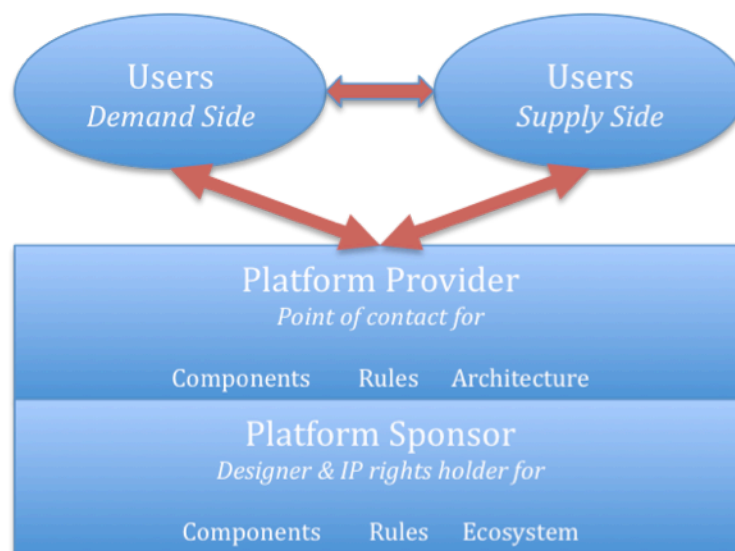 Users
Demand Side
Users
Supply Side
Platform Provider
Point of contact for
Components Rules Architecture
Platform Sponsor
Designer & IP rights holder for
Components Rules Ecosystem